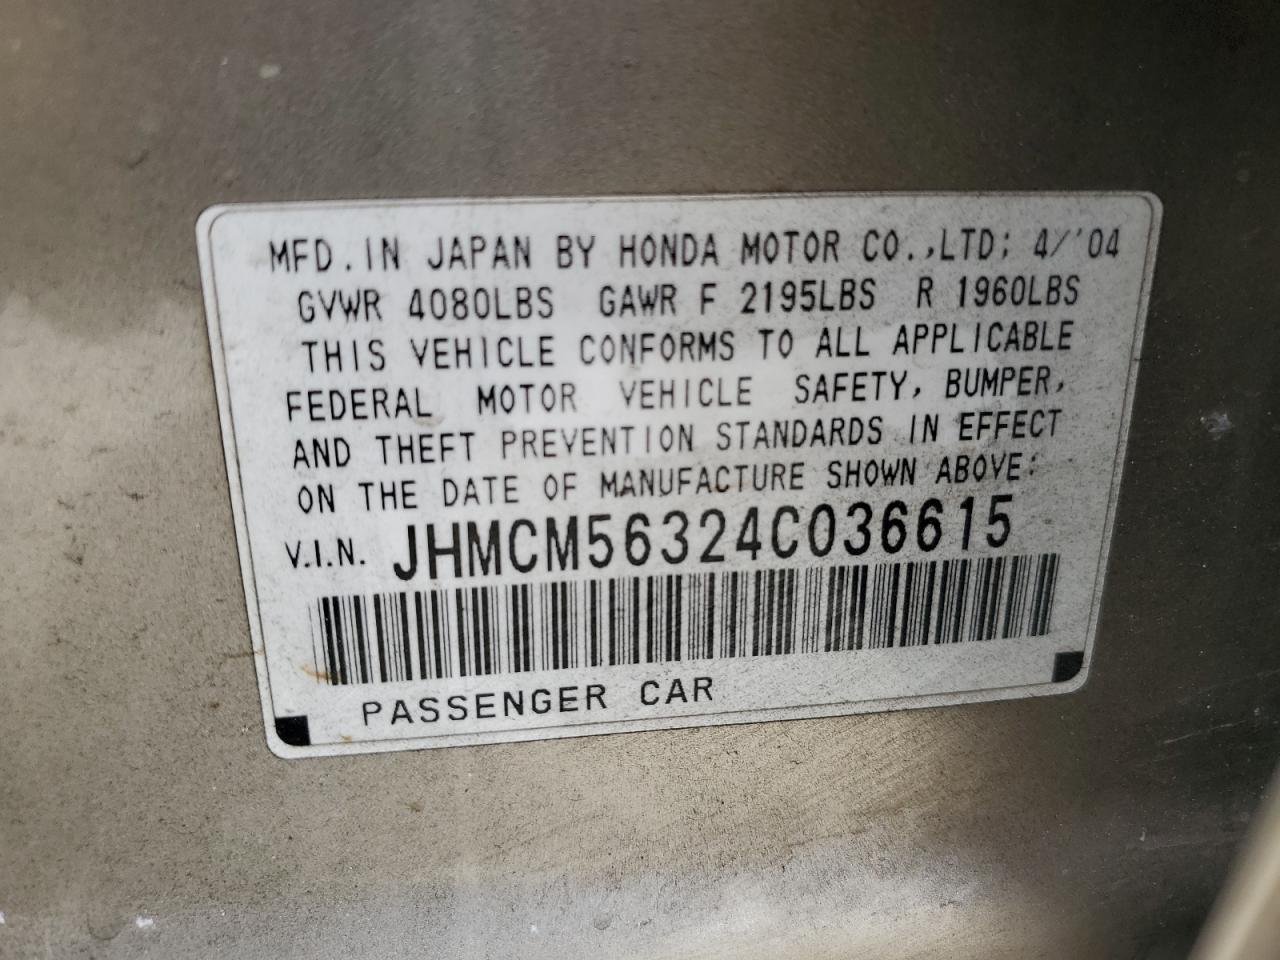 MFD.IN JAPAN BY HONDA MOTOR CO.,LTD; 4/'04
GVWR 4080LBS GAWR F 2195LBS R 1960LBS
THIS VEHICLE CONFORMS TO ALL APPLICABLE
FEDERAL MOTOR VEHICLE SAFETY, BUMPER,
AND THEFT PREVENTION STANDARDS IN EFFECT
ON THE DATE OF MANUFACTURE SHOWN ABOVE:
V.I.N. JHMCM56324C036615
PASSENGER CAR